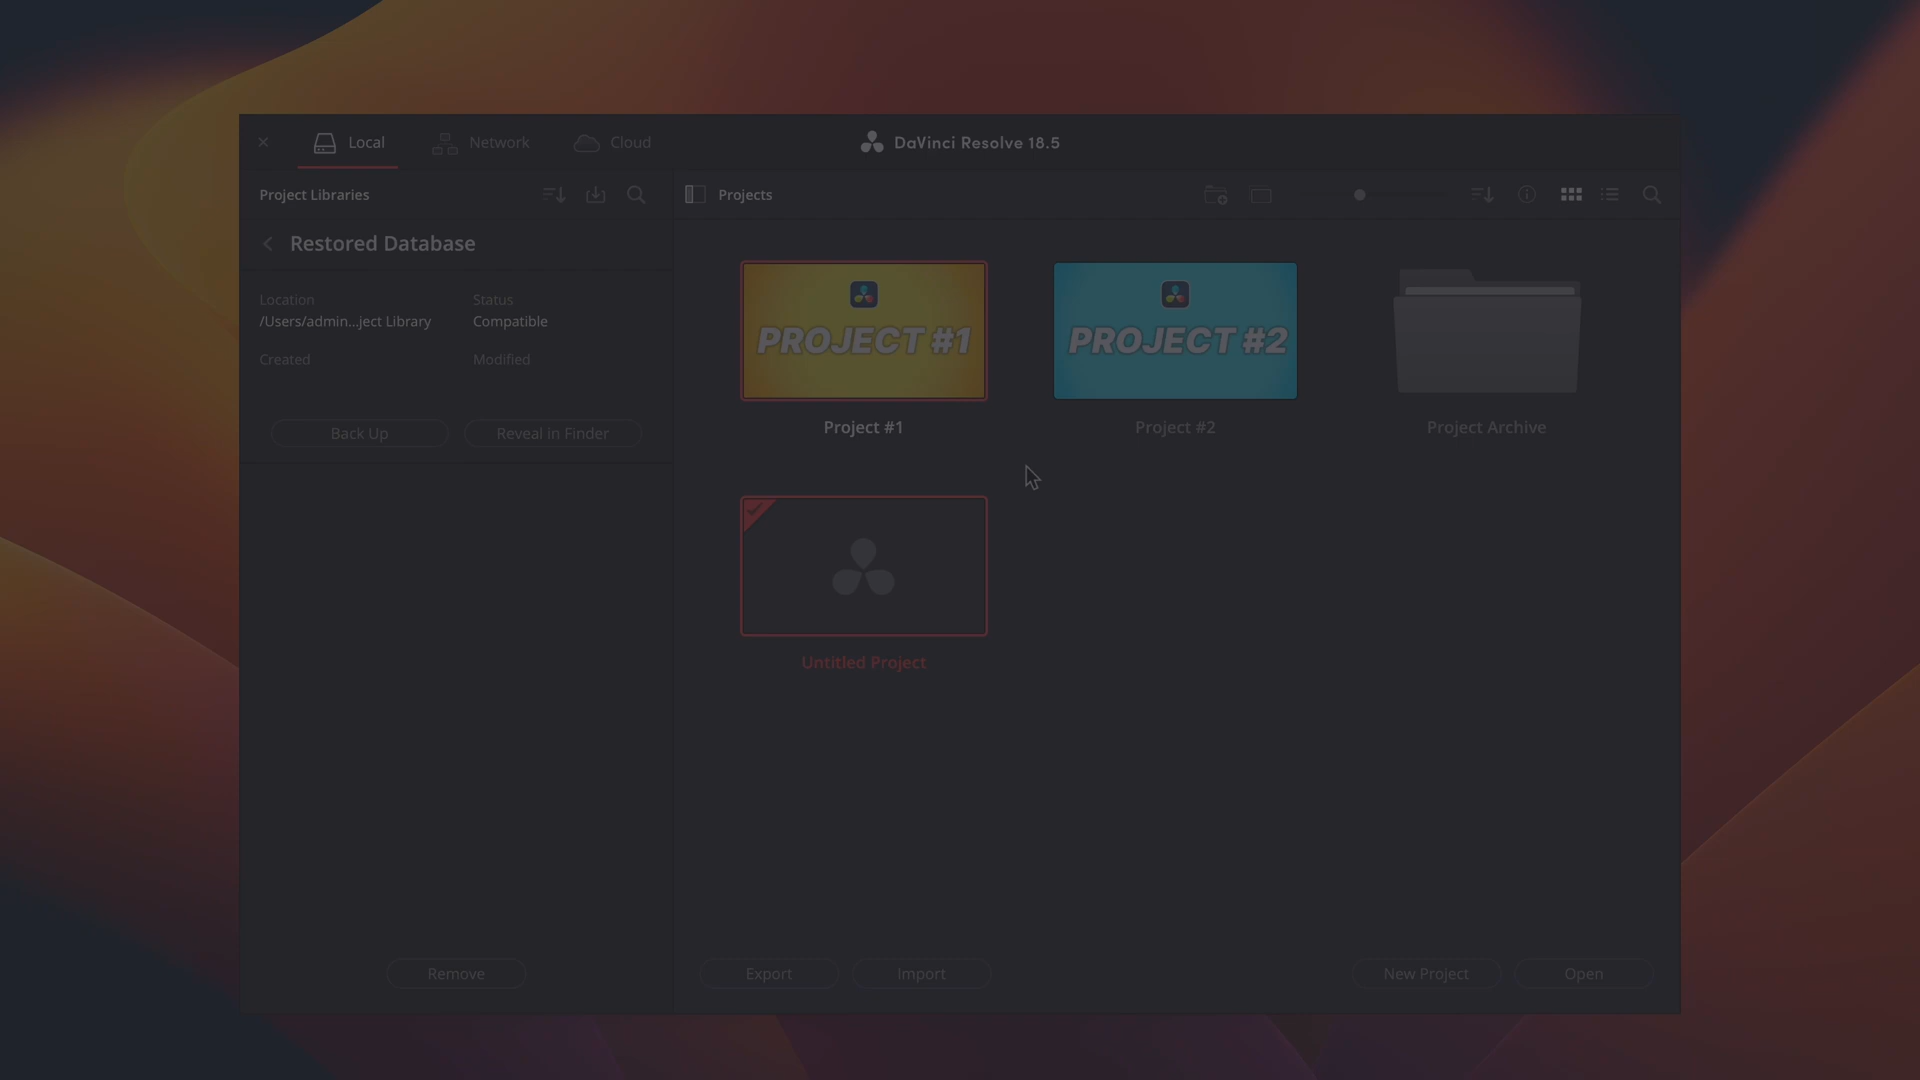 Local
Network
Cloud
DaVinci Resolve 18.5
Project Libraries
Projects
Restored Database
Location
Status
/Users/admin...ject Library
Compatible
Created
Modified
Back Up
Reveal in Finder
PROJECT #1
PROJECT #2
Project #1
Project #2
Project Archive
Untitled Project
Remove
Export
Import
New Project
Open